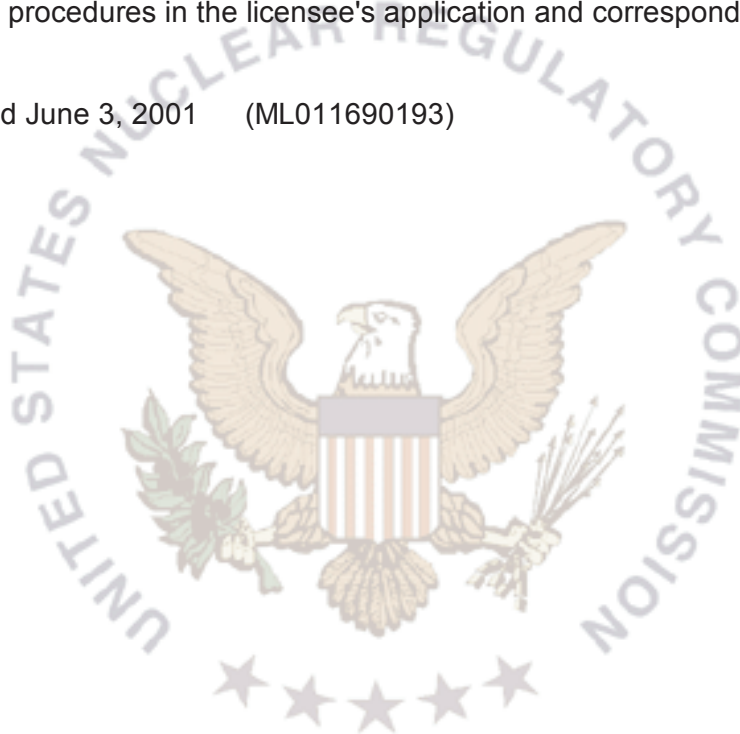 procedures in the licensee's application and correspond
d June 3, 2001 (ML011690193)
UNITED STATES NUCLEAR REGULATORY COMMISSION